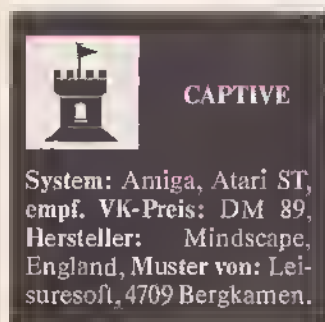 CAPTIVE
System: Amiga, Atari ST,
empf. VK-Preis: DM 89,
Hersteller: Mindscape,
England, Muster von: Lei-
suresoft, 4709 Bergkamen.